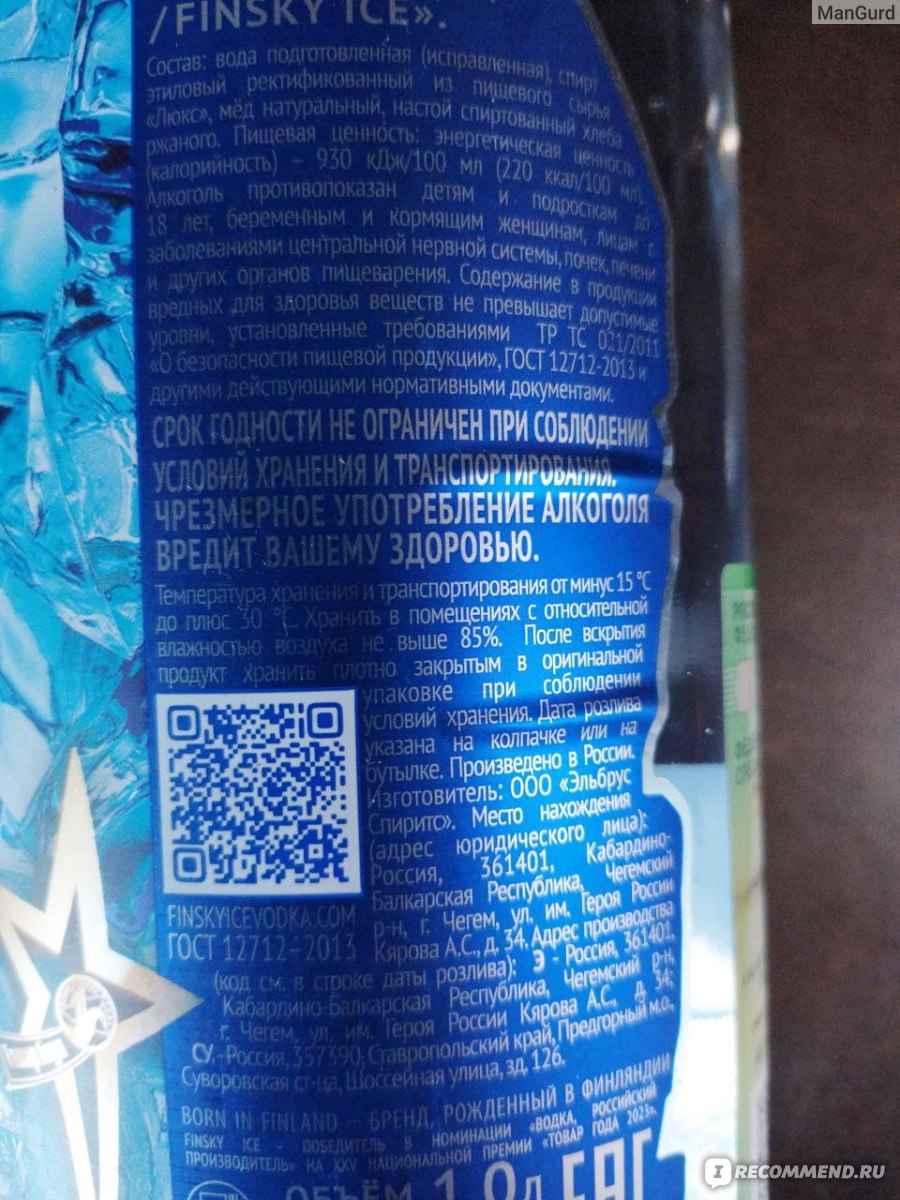 ManGurd
/FINSKY ICE».
Состав: вода подготовленная (исправленная), спирт
этиловый ректификованный из пищевого сырья
«Люкс», мёд натуральный, настой спиртованный хлеба
ржаного. Пищевая ценность: энергетическая ценность
(калорийность) – 930 кДж/100 мл (220 ккал/100 мл).
Алкоголь противопоказан детям и подросткам до
18 лет, беременным и кормящим женщинам, лицам с
заболеваниями центральной нервной системы, почек, печени
и других органов пищеварения. Содержание в продукции
вредных для здоровья веществ не превышает допустимые
уровни, установленные требованиями ТР ТС 021/2011
«О безопасности пищевой продукции», ГОСТ 12712-2013 и
другими действующими нормативными документами.
СРОК ГОДНОСТИ НЕ ОГРАНИЧЕН ПРИ СОБЛЮДЕНИИ
УСЛОВИЙ ХРАНЕНИЯ И ТРАНСПОРТИРОВАНИЯ.
ЧРЕЗМЕРНОЕ УПОТРЕБЛЕНИЕ АЛКОГОЛЯ
ВРЕДИТ ВАШЕМУ ЗДОРОВЬЮ.
Температура хранения и транспортирования от минус 15 °С
до плюс 30 °С. Хранить в помещениях с относительной
влажностью воздуха не выше 85%. После вскрытия
продукт хранить плотно закрытым в оригинальной
упаковке при соблюдении
условий хранения. Дата розлива
указана на колпачке или на
бутылке. Произведено в России.
Изготовитель: ООО «Эльбрус
Спиритс». Место нахождения
(адрес юридического лица):
Россия, 361401, Кабардино-
Балкарская Республика, Чегемский
р-н, г. Чегем, ул. им. Героя России
Кярова А.С., д. 34. Адрес производства
FINSKYICEVODKA.COM
ГОСТ 12712-2013
(код см. в строке даты розлива): Э - Россия, 361401,
Кабардино-Балкарская Республика, Чегемский р-н,
г. Чегем, ул. им. Героя России Кярова А.С., д. 34;
СУ.-Россия, 357390, Ставропольский край, Предгорный м.о.,
Суворовская ст-ца, Шоссейная улица, зд. 126.
BORN IN FINLAND – БРЕНД, РОЖДЕННЫЙ В ФИНЛЯНДИИ
FINSKY ICE - ПОБЕДИТЕЛЬ В НОМИНАЦИИ «ВОДКА, РОССИЙСКИЙ
ПРОИЗВОДИТЕЛЬ» НА XXV НАЦИОНАЛЬНОЙ ПРЕМИИ «ТОВАР ГОДА 2023».
ОБЪЁМ 1,0л EAC
IRECOMMEND.RU